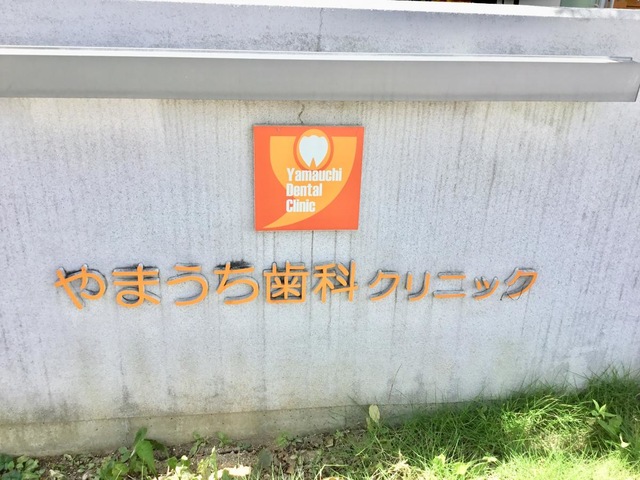 Yamauchi
Dental
Clinic
やまうち歯科クリニック